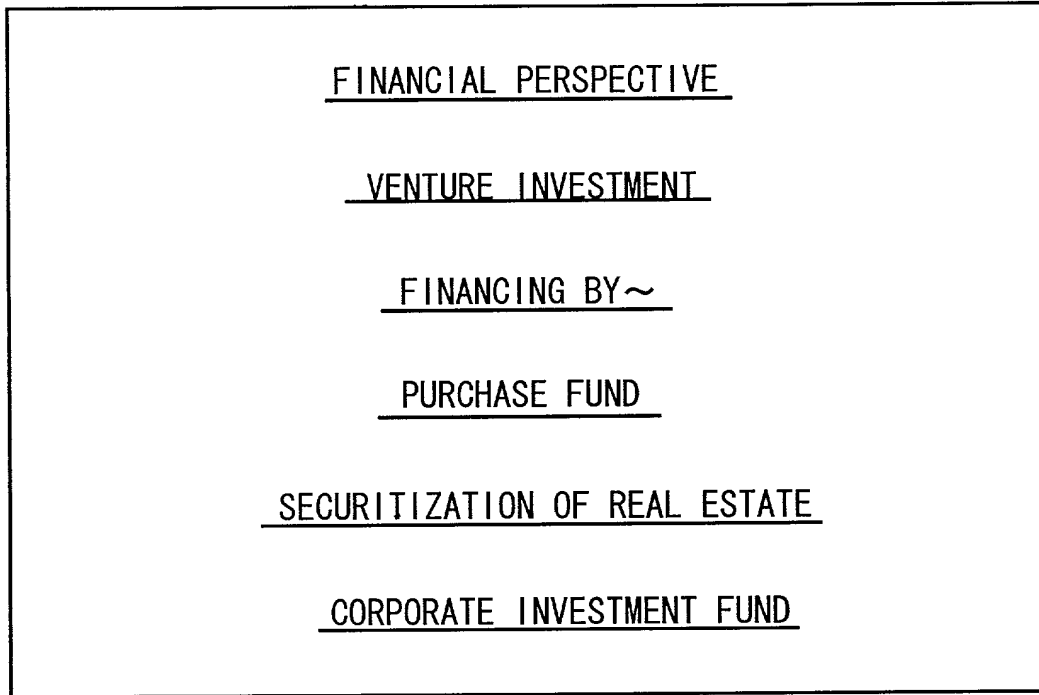 FINANCIAL PERSPECTIVE
VENTURE INVESTMENT
FINANCING BY～
PURCHASE FUND
SECURITIZATION OF REAL ESTATE
CORPORATE INVESTMENT FUND